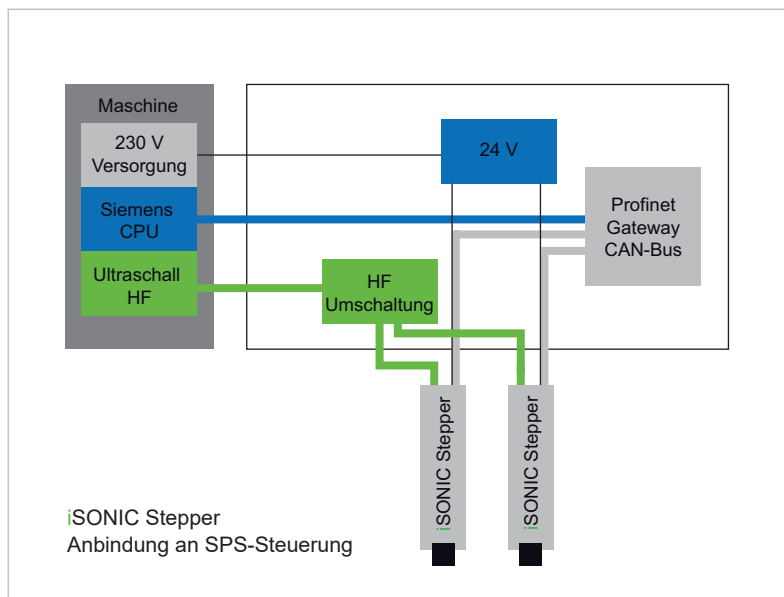 Maschine
230 V
Versorgung
Siemens
CPU
Ultraschall
HF
24 V
Profinet
Gateway
CAN-Bus
HF
Umschaltung
iSONIC Stepper
iSONIC Stepper
iSONIC Stepper
Anbindung an SPS-Steuerung